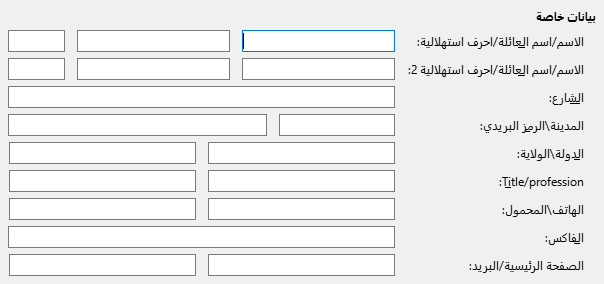 بيانات خاصة
الاسم/اسم العائلة/احرف استهلالية:
الاسم/اسم العائلة/احرف استهلالية 2:
الشارع:
المدينة\الرمز البريدي:
الدولة\الولاية:
Title/profession:
الهاتف\المحمول:
الفاكس:
الصفحة الرئيسية/البريد: